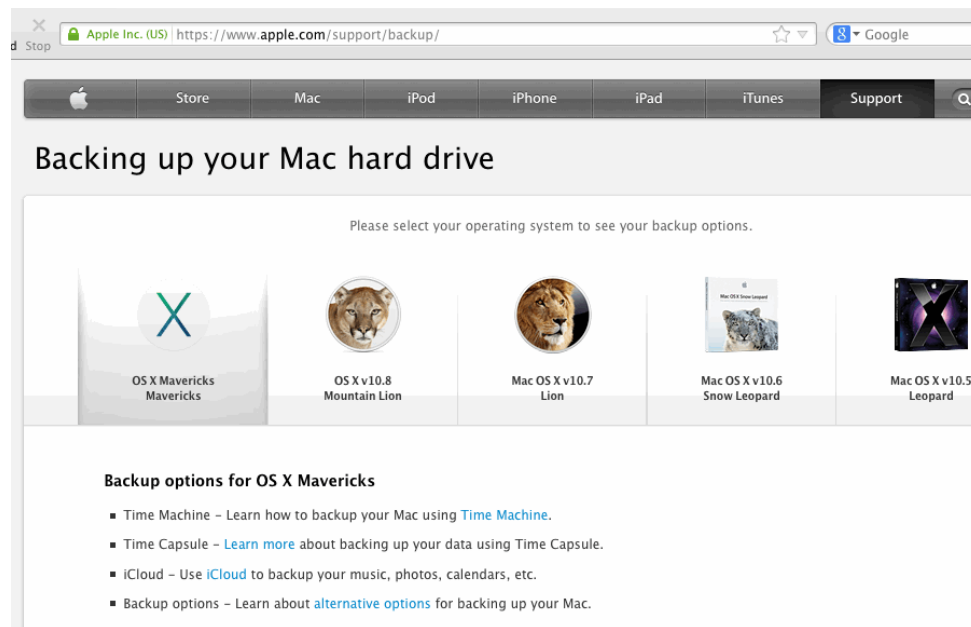 d Stop
Apple Inc. (US) https://www.apple.com/support/backup/
8 Google
Store Mac iPod iPhone iPad iTunes Support
Backing up your Mac hard drive
Please select your operating system to see your backup options.
Mac OS X Snow Leopard
OS X Mavericks
Mavericks
OS X v10.8
Mountain Lion
Mac OS X v10.7
Lion
Mac OS X v10.6
Snow Leopard
Mac OS X v10.5
Leopard
Backup options for OS X Mavericks
▪ Time Machine – Learn how to backup your Mac using Time Machine.
▪ Time Capsule – Learn more about backing up your data using Time Capsule.
▪ iCloud – Use iCloud to backup your music, photos, calendars, etc.
▪ Backup options – Learn about alternative options for backing up your Mac.